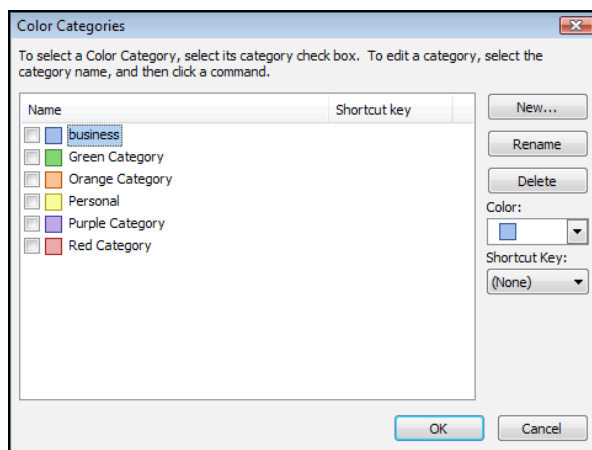 Color Categories
To select a Color Category, select its category check box.  To edit a category, select the
category name, and then click a command.
Name Shortcut key
business
Green Category
Orange Category
Personal
Purple Category
Red Category
New...
Rename
Delete
Color:
Shortcut Key:
(None)
OK Cancel